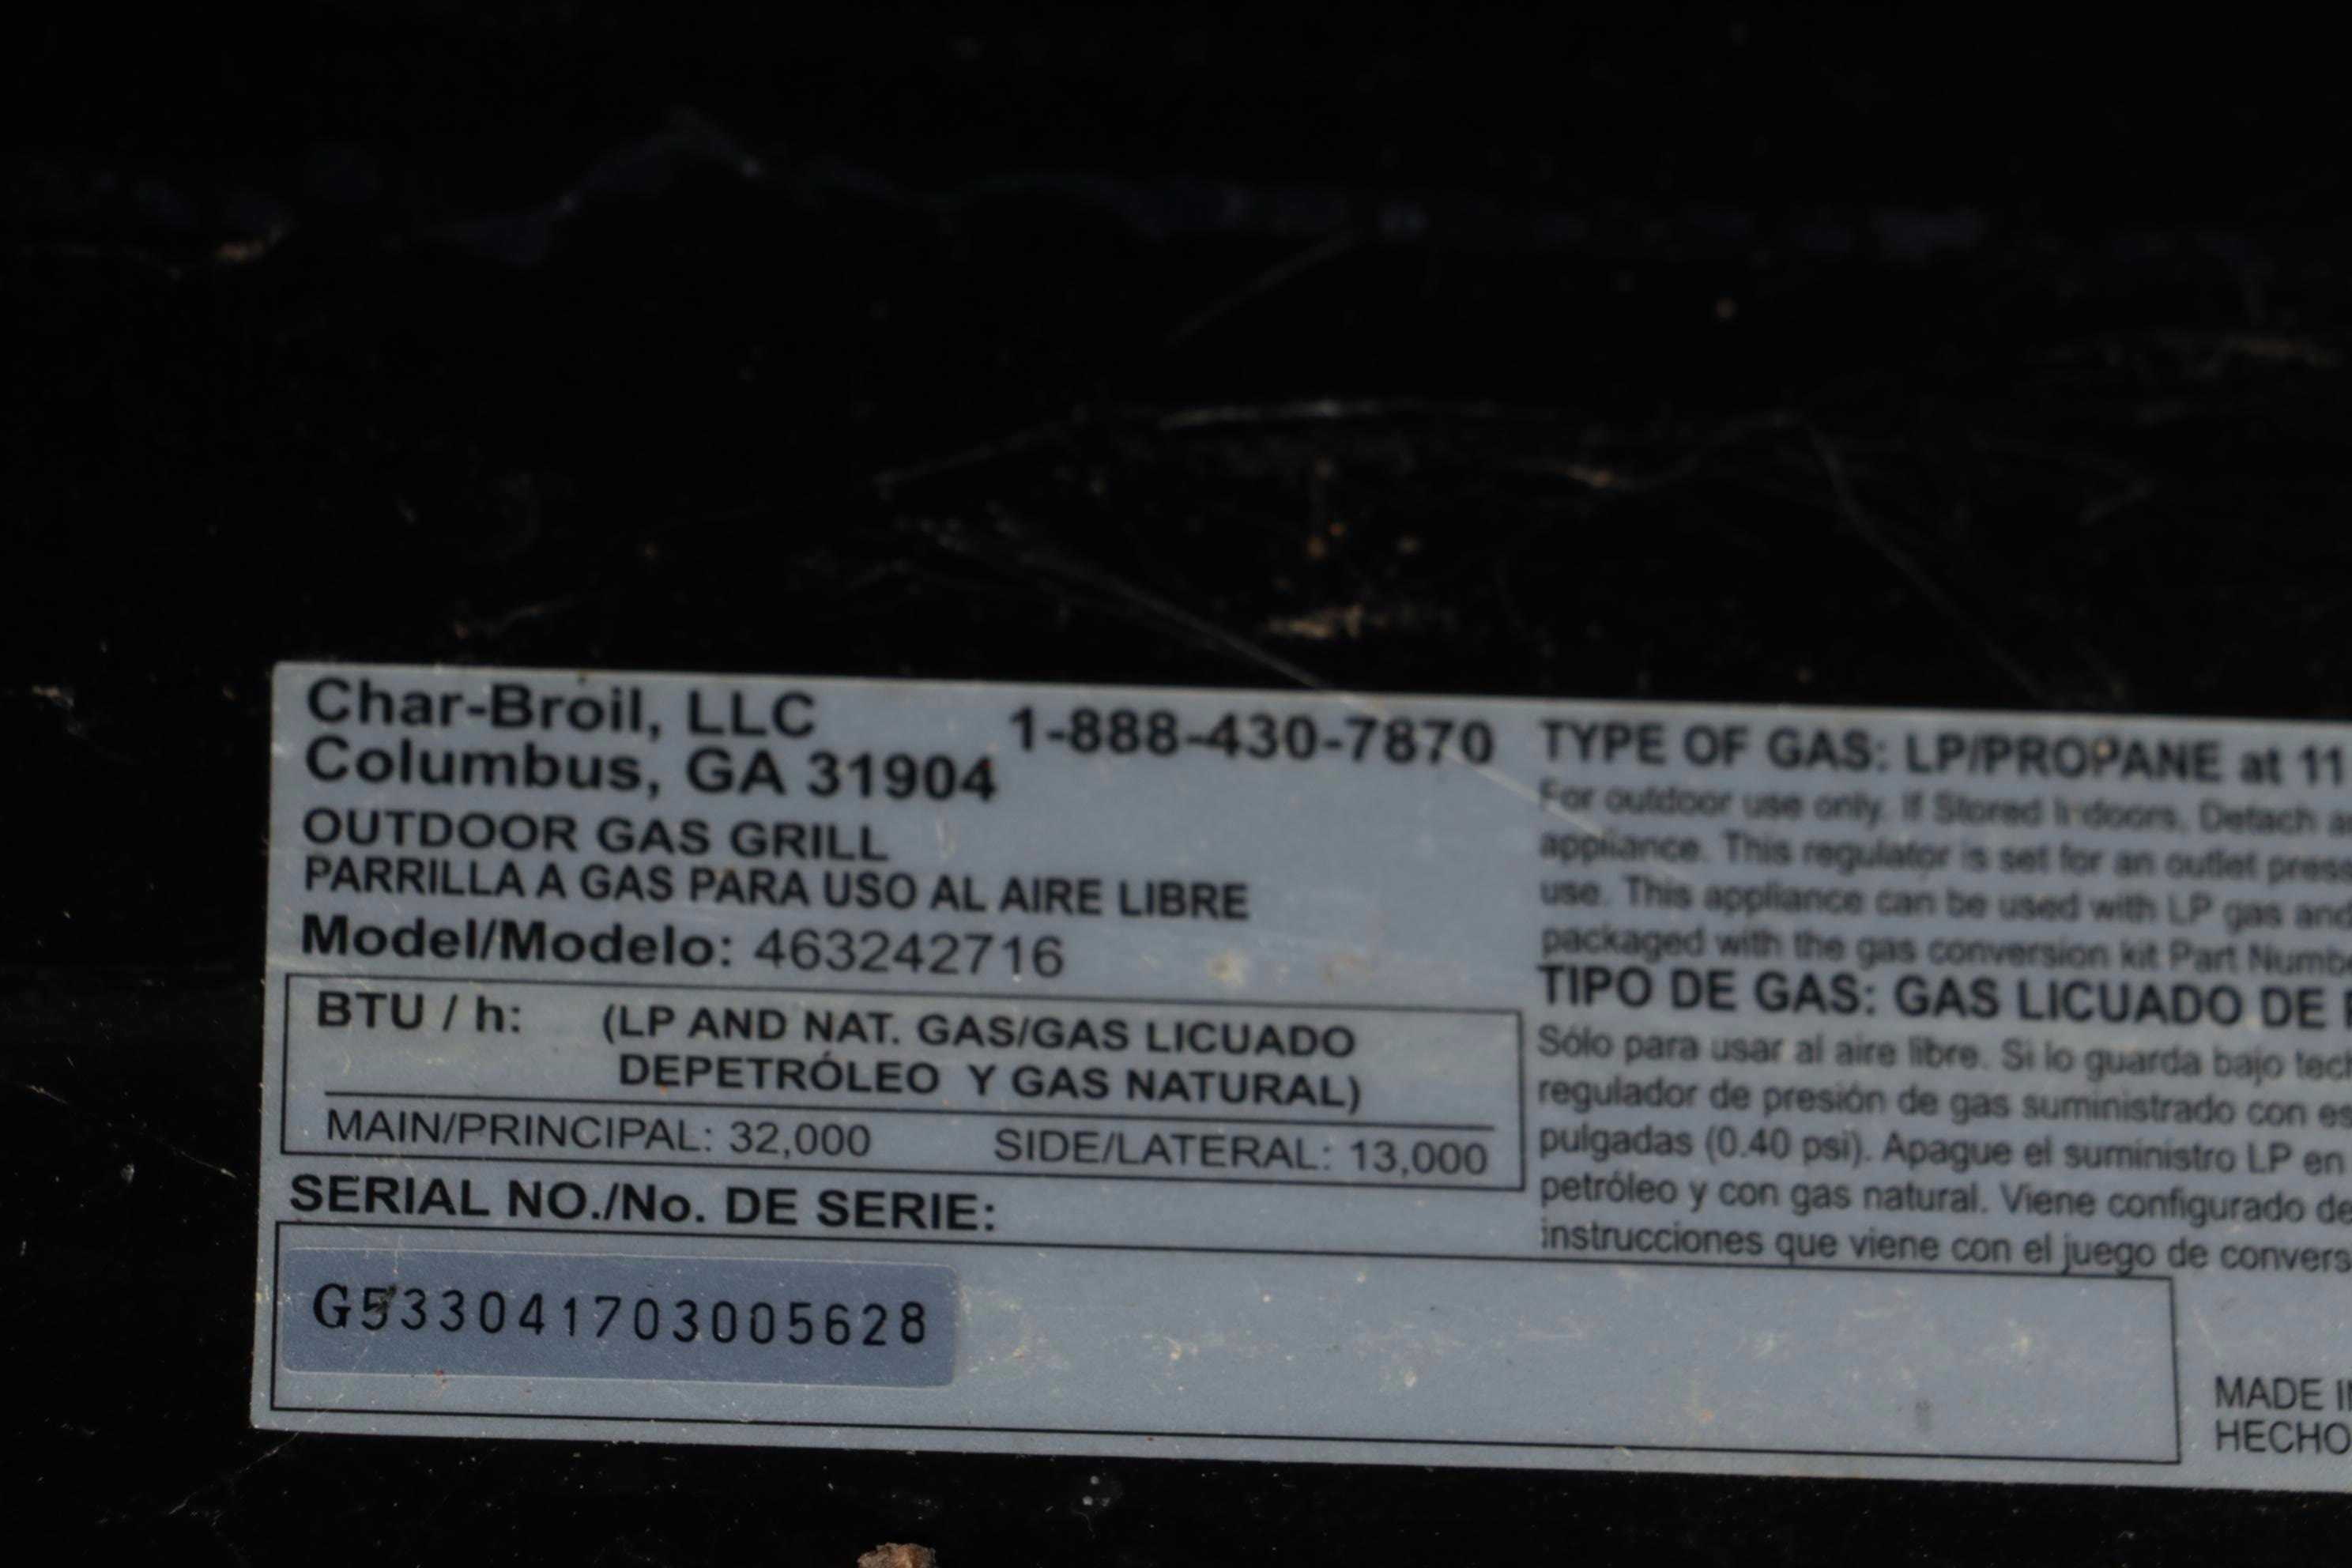 Char-Broil, LLC
Columbus, GA 31904
1-888-430-7870
OUTDOOR GAS GRILL
PARRILLA A GAS PARA USO AL AIRE LIBRE
Model/Modelo: 463242716
BTU / h: (LP AND NAT. GAS/GAS LICUADO
DEPETRÓLEO Y GAS NATURAL)
MAIN/PRINCIPAL: 32,000 SIDE/LATERAL: 13,000
SERIAL NO./No. DE SERIE:
G533041703005628
TYPE OF GAS: LP/PROPANE at 11
For outdoor use only. If Stored Indoors, Detach
appliance. This regulator is set for an outlet
use. This appliance can be used with LP gas
packaged with the gas conversion kit Part
TIPO DE GAS: GAS LICUADO DE
Sólo para usar al aire libre. Si lo guarda bajo
regulador de presión de gas suministrado con
pulgadas (0.40 psi). Apague el suministro LP en
petróleo y con gas natural. Viene configurado
instrucciones que viene con el juego de
MADE
HECHO